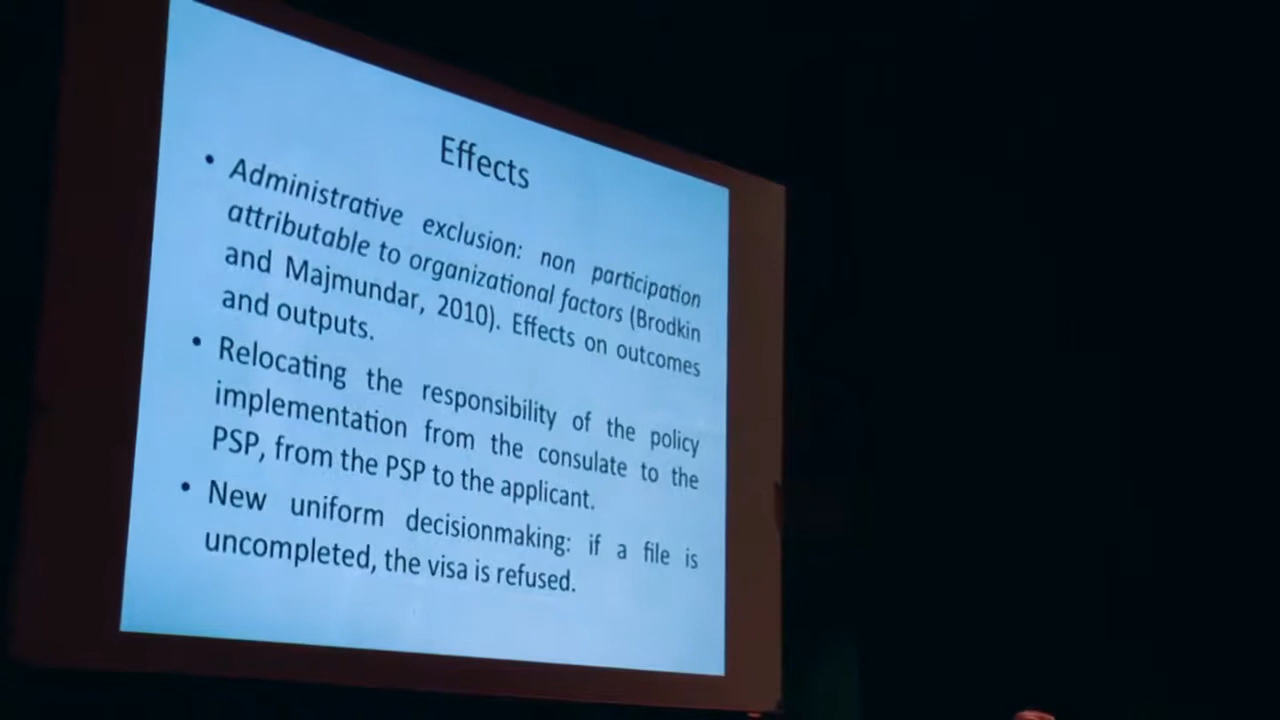 Effects
• Administrative exclusion: non participation
attributable to organizational factors (Brodkin
and Majmundar, 2010). Effects on outcomes
and outputs.
• Relocating the responsibility of the policy
implementation from the consulate to the
PSP, from the PSP to the applicant.
• New uniform decisionmaking: if a file is
uncompleted, the visa is refused.